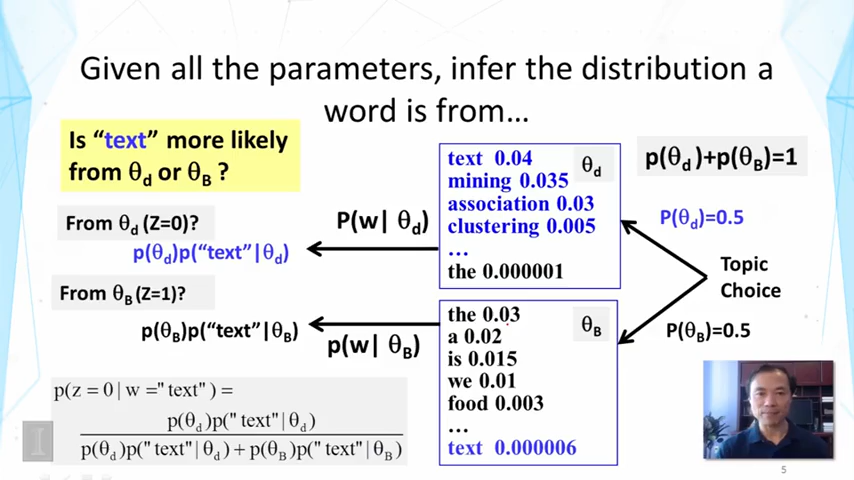 Given all the parameters, infer the distribution a
word is from…
Is “text” more likely
from θd or θB ?
From θd (Z=0)?
p(θd)p(“text”|θd)
From θB (Z=1)?
p(θB)p(“text”|θB)
p(z = 0 | w =" text" ) =
p(θd)p(" text"| θd)
p(θd)p(" text"| θd) + p(θB)p(" text"| θB)
P(w| θd)
p(w| θB)
text 0.04
θd
mining 0.035
association 0.03
clustering 0.005
…
the 0.000001
the 0.03
θB
a 0.02
is 0.015
we 0.01
food 0.003
…
text 0.000006
p(θd)+p(θB)=1
P(θd)=0.5
Topic
Choice
P(θB)=0.5
5